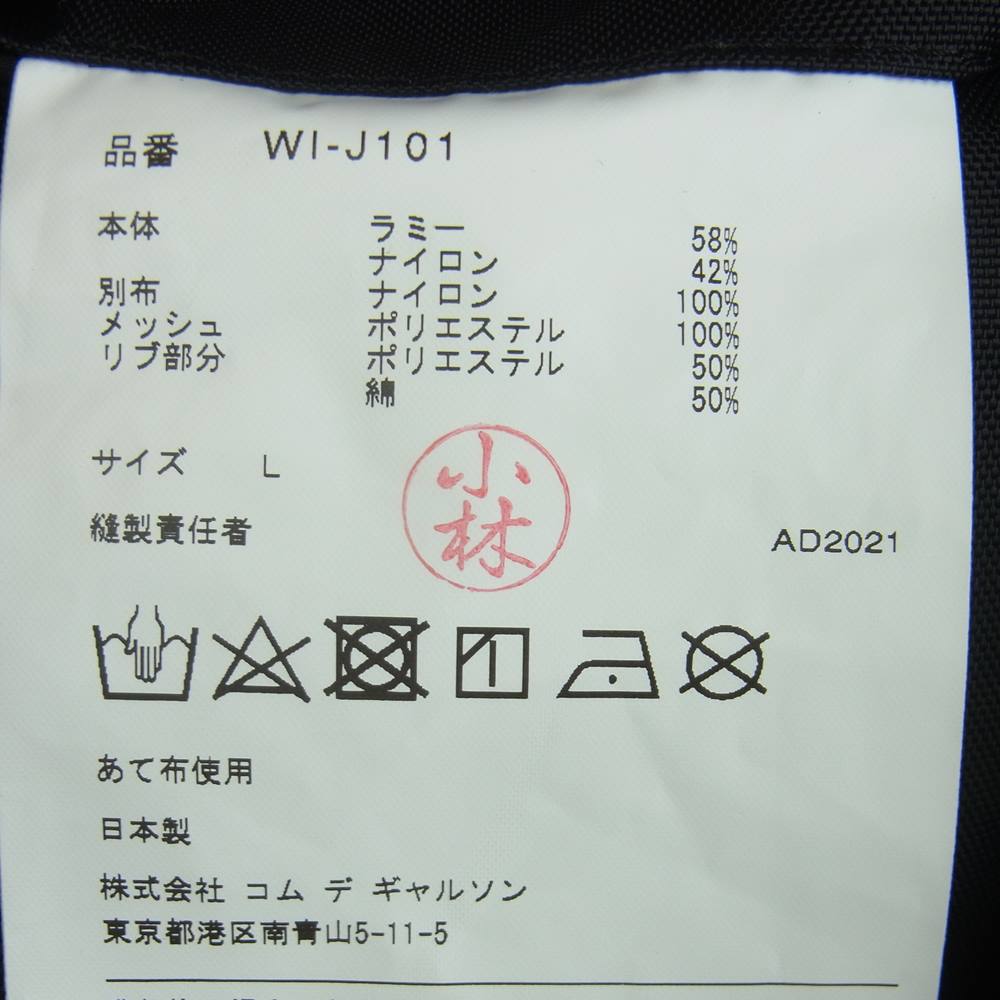 品番 WI-J101
本体 ラミー 58%
ナイロン 42%
別布 ナイロン 100%
メッシュ ポリエステル 100%
リブ部分 ポリエステル 50%
綿 50%
サイズ L
小林
縫製責任者 AD2021
あて布使用
日本製
株式会社 コム デ ギャルソン
東京都港区南青山5-11-5